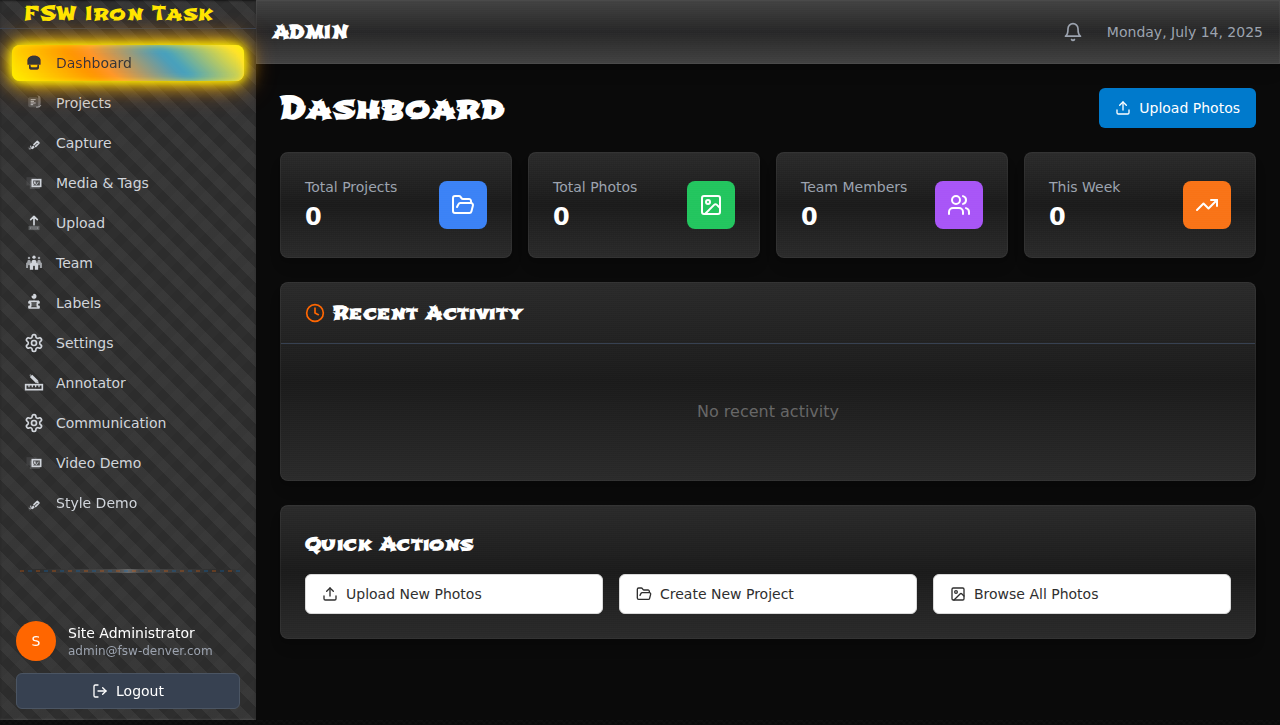 FSW Iron Task
Dashboard
Projects
Capture
Media & Tags
Upload
Team
Labels
Settings
Annotator
Communication
Video Demo
Style Demo
S
Site Administrator
admin@fsw-denver.com
Logout
ADMIN
Monday, July 14, 2025
Dashboard
Upload Photos
Total Projects
0
Total Photos
0
Team Members
0
This Week
0
Recent Activity
No recent activity
Quick Actions
Upload New Photos
Create New Project
Browse All Photos